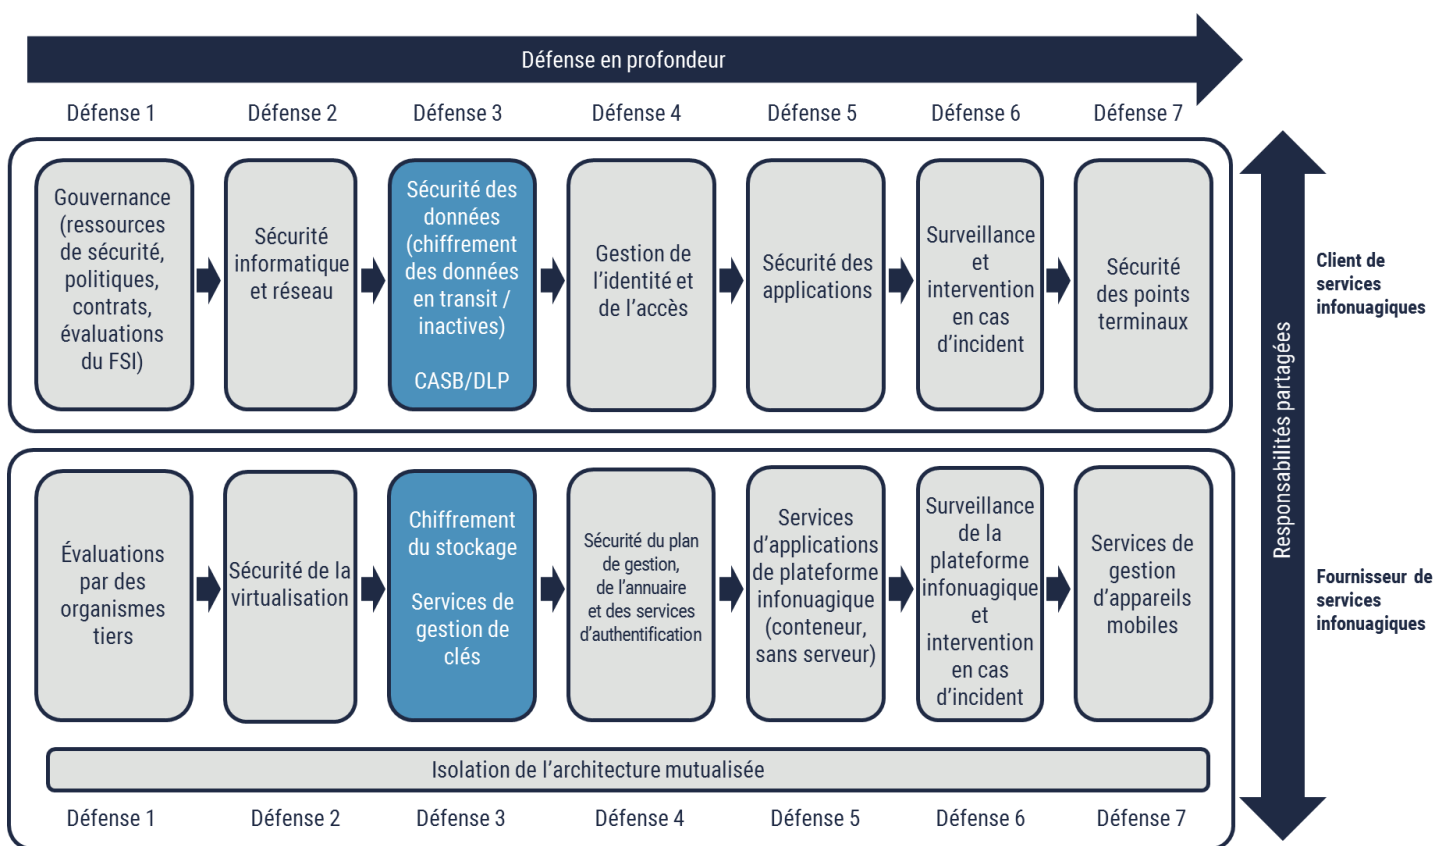 Défense en profondeur
Défense 1
Défense 2
Défense 3
Défense 4
Défense 5
Défense 6
Défense 7
Gouvernance
(ressources
de sécurité,
politiques,
contrats,
évaluations
du FSI)
Sécurité
informatique
et réseau
Sécurité des
données
(chiffrement
des données
en transit /
inactives)
CASB/DLP
Gestion de
l’identité et
de l’accès
Sécurité des
applications
Surveillance
et
intervention
en cas
d’incident
Sécurité
des points
terminaux
Client de
services
infonuagiques
Responsabilités partagées
Évaluations
par des
organismes
tiers
Sécurité de la
virtualisation
Chiffrement
du stockage
Services de
gestion de
clés
Sécurité du plan
de gestion,
de l’annuaire
et des services
d’authentification
Services
d’applications
de plateforme
infonuagique
(conteneur,
sans serveur)
Surveillance
de la
plateforme
infonuagique
et
intervention
en cas
d’incident
Services de
gestion
d’appareils
mobiles
Fournisseur de
services
infonuagiques
Isolation de l’architecture mutualisée
Défense 1
Défense 2
Défense 3
Défense 4
Défense 5
Défense 6
Défense 7